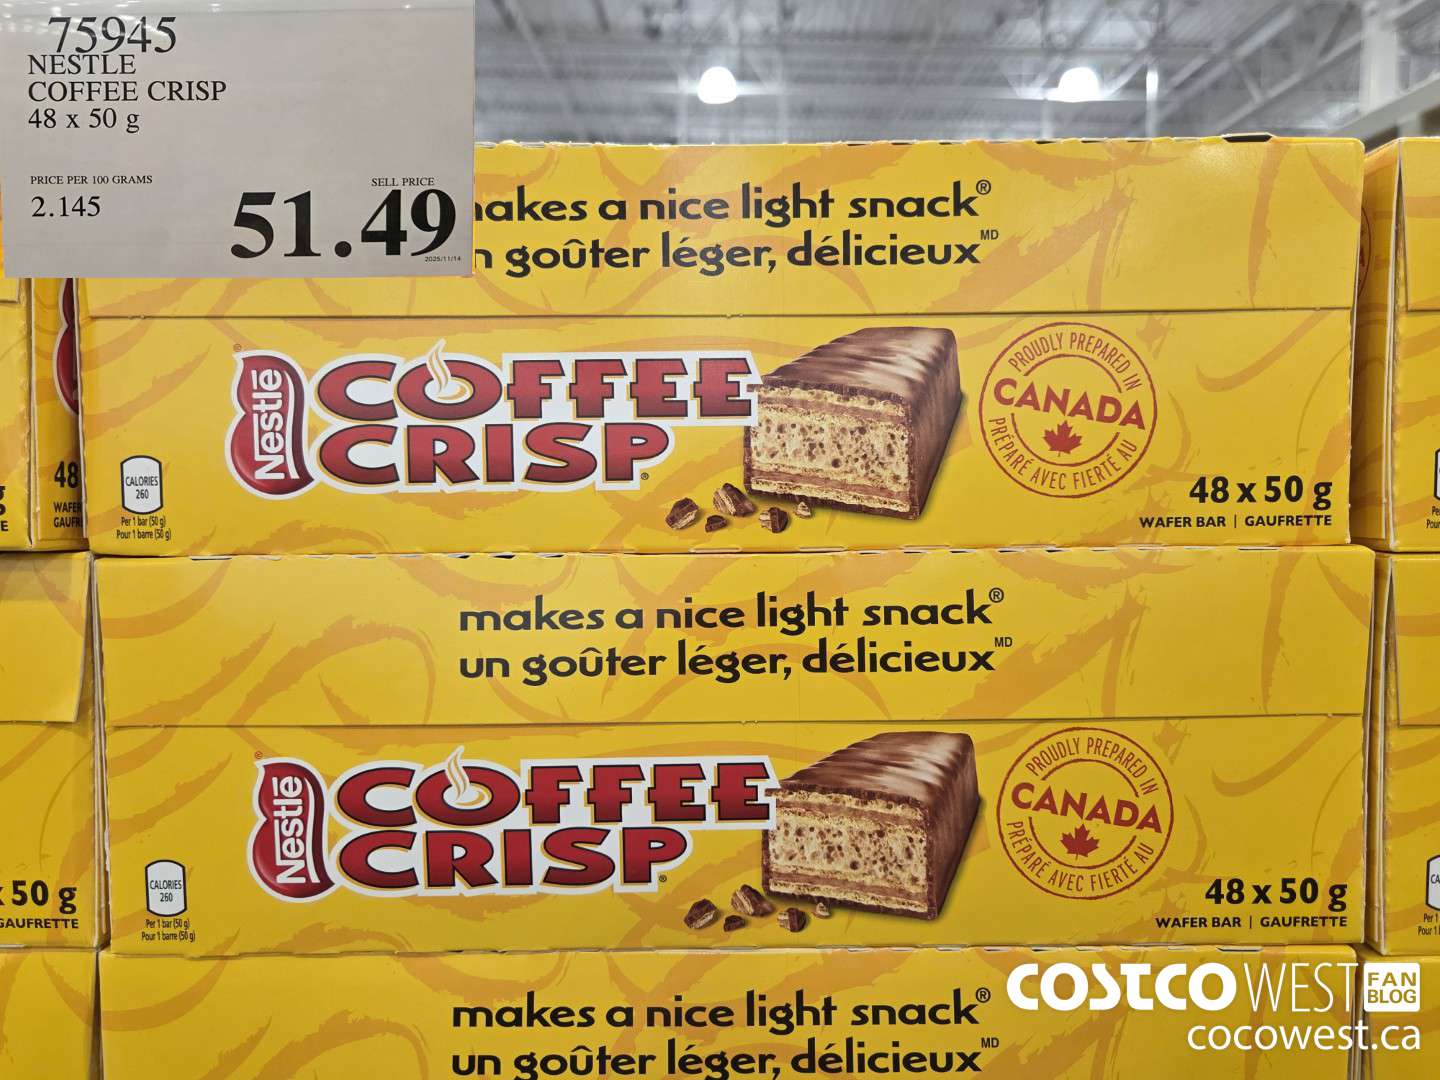 75945
NESTLE
COFFEE CRISP
48 x 50 g
PRICE PER 100 GRAMS
2.145
SELL PRICE
51.49
2025/11/14
makes a nice light snack®
un goûter léger, délicieux MD
Nestlé ®
COFFEE
CRISP ®
PROUDLY PREPARED IN
CANADA
PRÉPARÉ AVEC FIERTÉ AU
CALORIES
260
Per 1 bar (50 g)
Pour 1 barre (50 g)
48 x 50 g
WAFER BAR | GAUFRETTE
48
WAFER
GAUFR
makes a nice light snack®
un goûter léger, délicieux MD
Nestlé ®
COFFEE
CRISP ®
PROUDLY PREPARED IN
CANADA
PRÉPARÉ AVEC FIERTÉ AU
CALORIES
260
Per 1 bar (50 g)
Pour 1 barre (50 g)
48 x 50 g
WAFER BAR | GAUFRETTE
x 50 g
GAUFRETTE
makes a nice light snack®
un goûter léger, délicieux MD
COSTCO WEST FAN BLOG
cocowest.ca